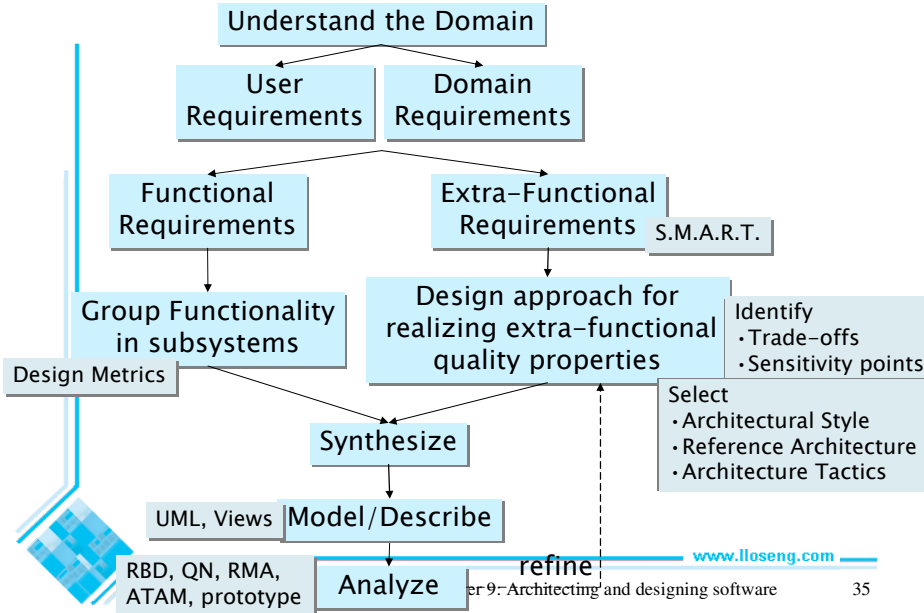 Understand the Domain
User
Requirements
Domain
Requirements
Functional
Requirements
Extra-Functional
Requirements
S.M.A.R.T.
Group Functionality
in subsystems
Design approach for
realizing extra-functional
quality properties
Identify
•Trade-offs
•Sensitivity points
Design Metrics
Select
•Architectural Style
•Reference Architecture
•Architecture Tactics
Synthesize
UML, Views
Model/Describe
www.lloseng.com
RBD, QN, RMA,
ATAM, prototype
Analyze
refine
er 9: Architecting and designing software
35